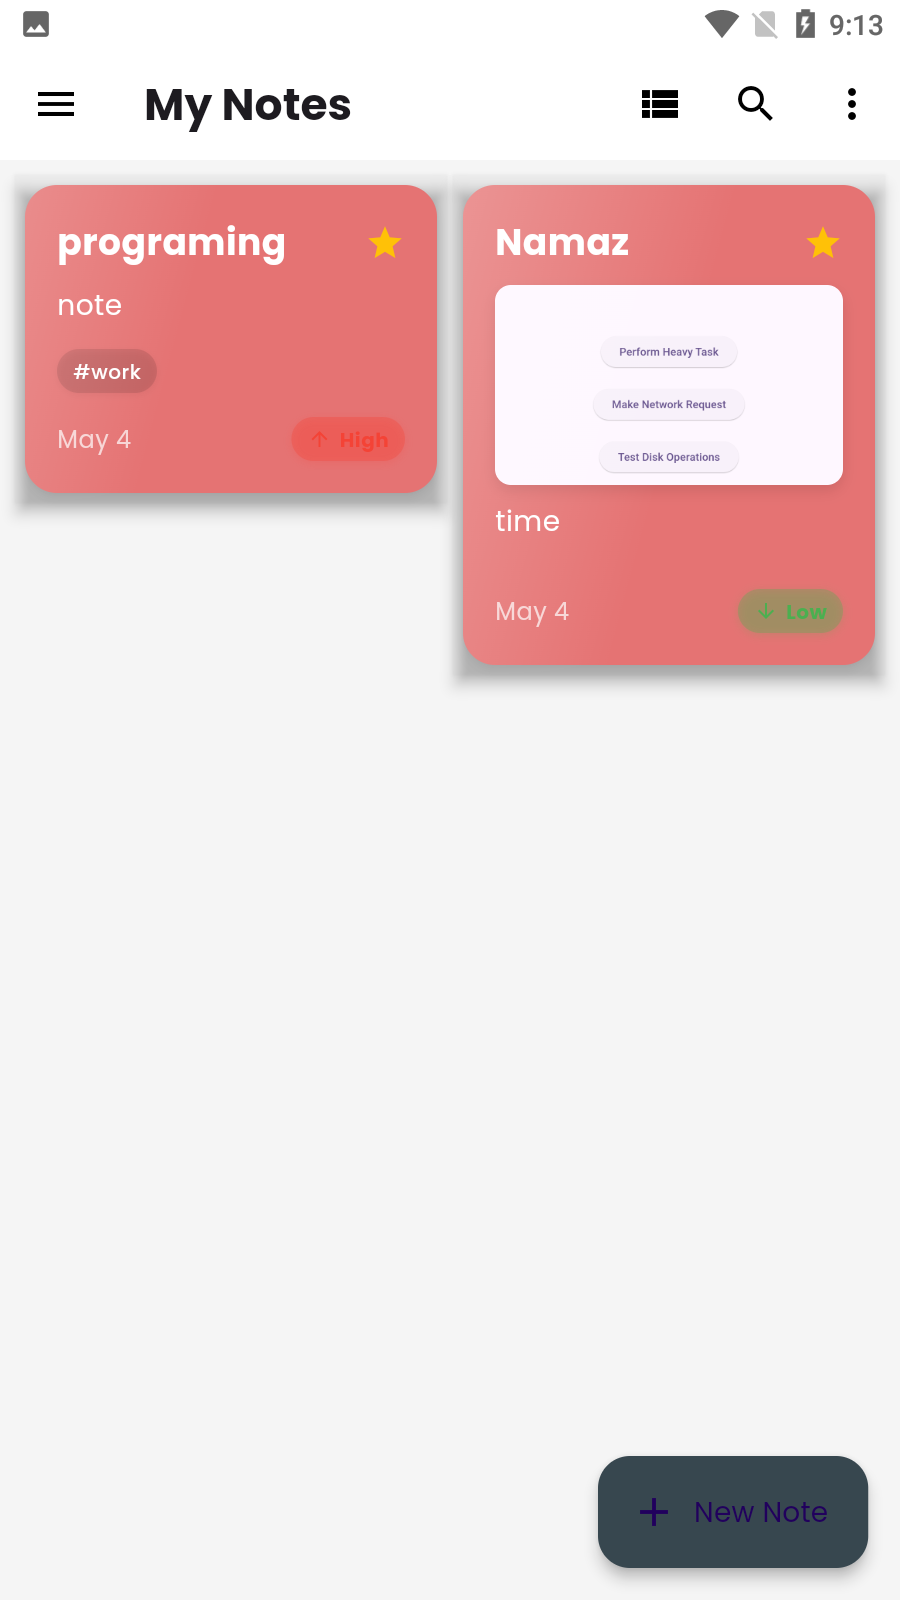 9:13
My Notes
programing
note
#work
May 4
High
Namaz
Perform Heavy Task
Make Network Request
Test Disk Operations
time
May 4
Low
New Note